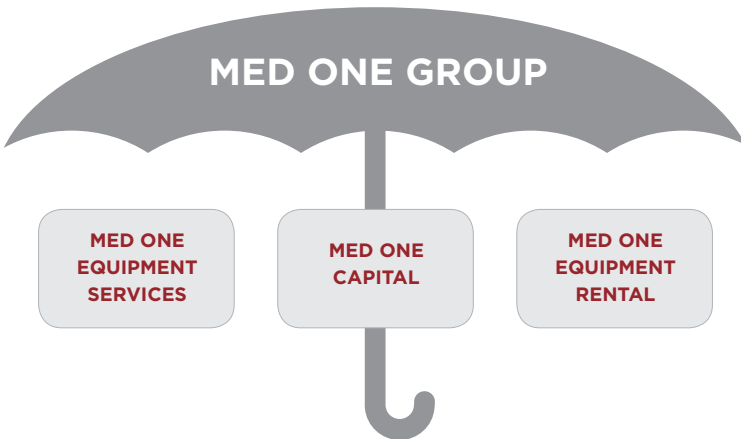 MED ONE GROUP
MED ONE
EQUIPMENT
SERVICES
MED ONE
CAPITAL
MED ONE
EQUIPMENT
RENTAL